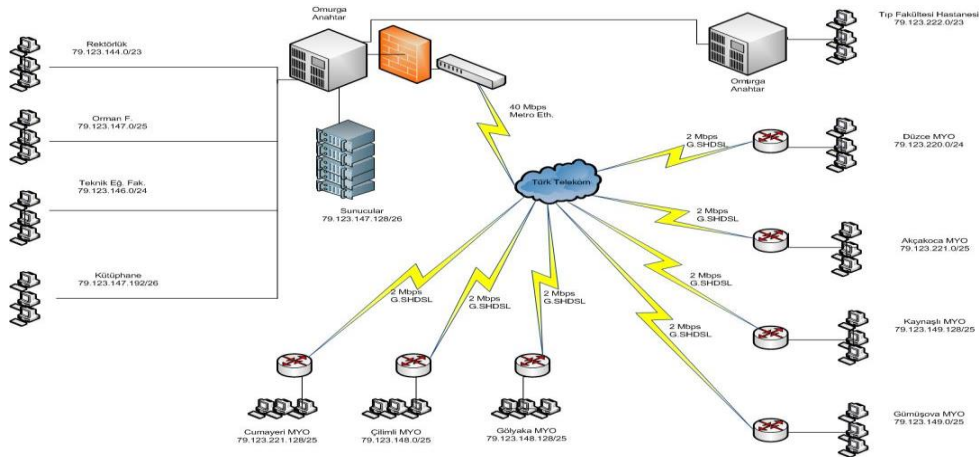 Omurga
Anahtar
Tıp Fakültesi Hastanesi
79.123.222.0/23
Rektörlük
79.123.144.0/23
Omurga
Anahtar
40 Mbps
Metro Eth.
Orman F.
79.123.147.0/25
2 Mbps
G.SHDSL
Düzce MYO
79.123.220.0/24
Teknik Eğ. Fak.
79.123.146.0/24
Türk Telekom
Sunucular
79.123.147.128/26
2 Mbps
G.SHDSL
Akçakoca MYO
79.123.221.0/25
Kütüphane
79.123.147.192/26
2 Mbps
G.SHDSL
2 Mbps
G.SHDSL
2 Mbps
G.SHDSL
2 Mbps
G.SHDSL
Kaynaşlı MYO
79.123.149.128/25
2 Mbps
G.SHDSL
Cumayeri MYO
79.123.221.128/25
Çilimli MYO
79.123.148.0/25
Gölyaka MYO
79.123.148.128/25
Gümüşova MYO
79.123.149.0/25